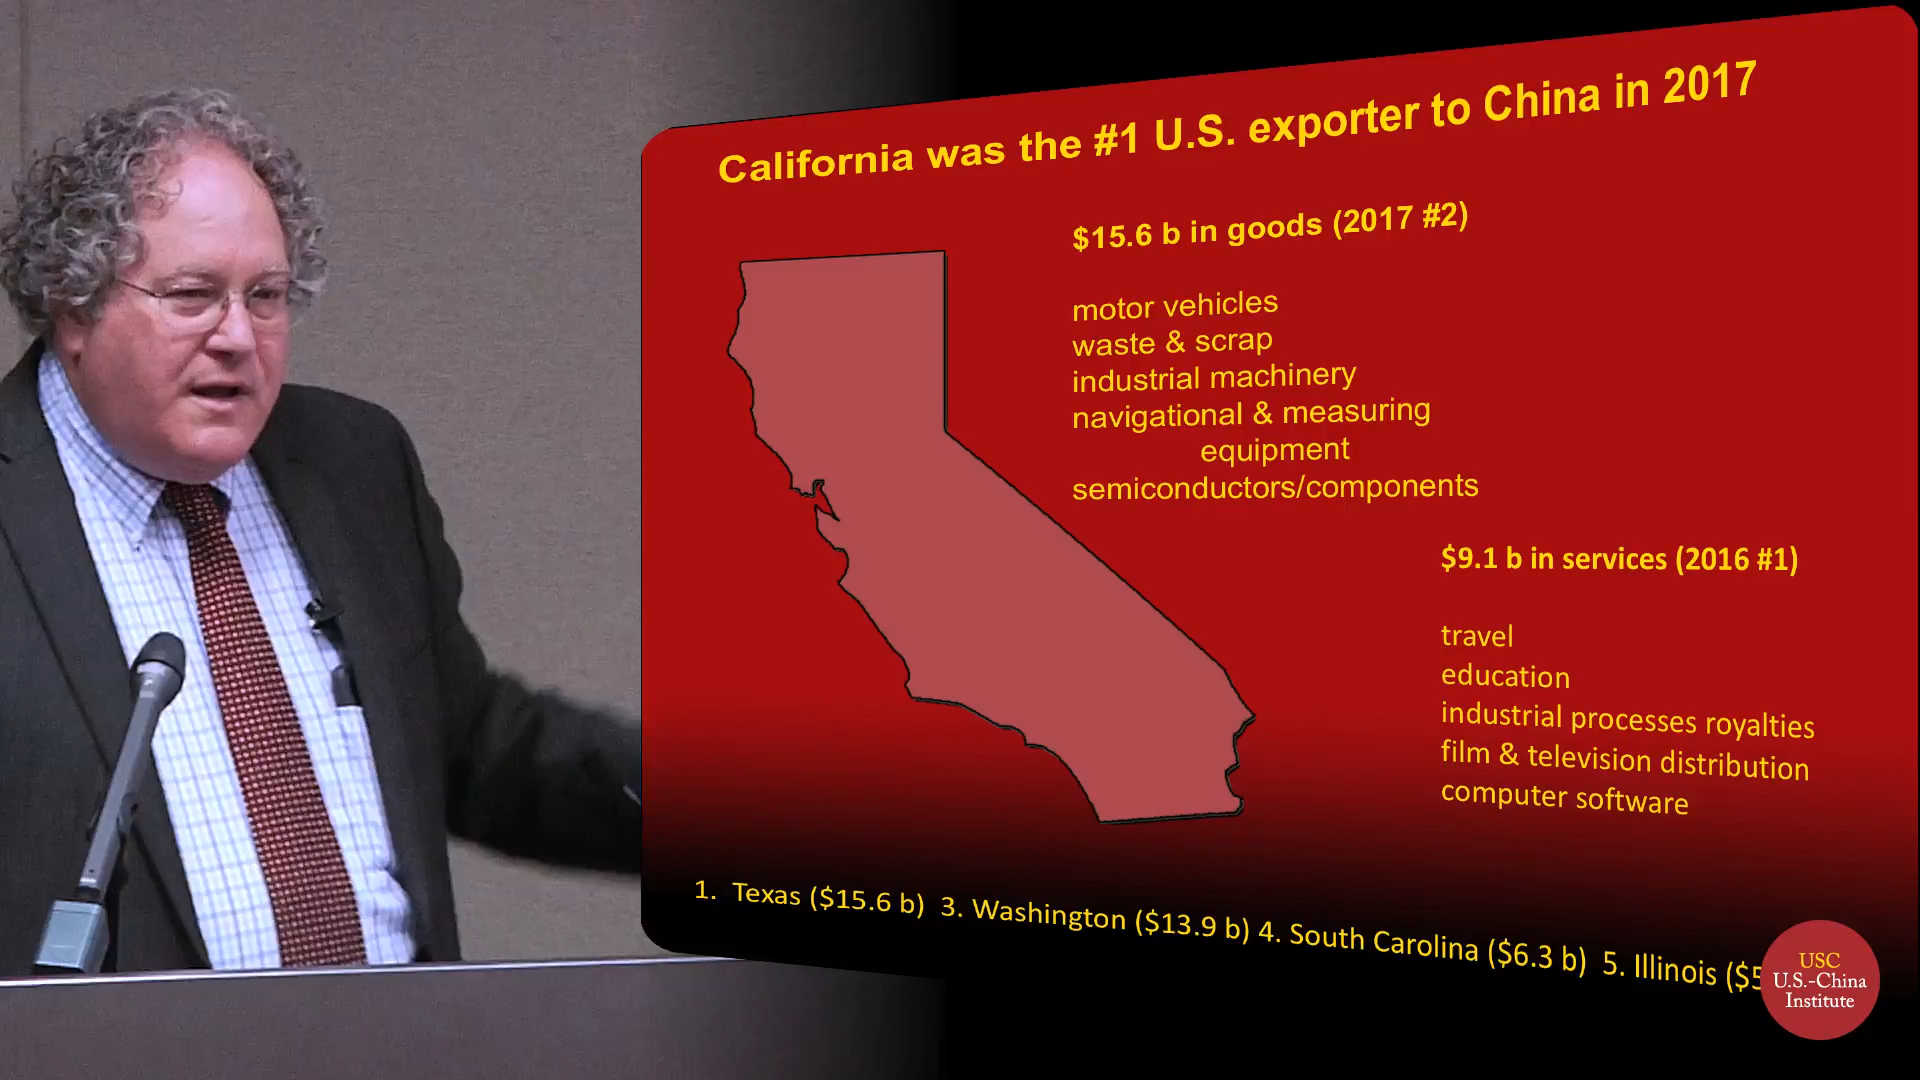 California was the #1 U.S. exporter to China in 2017
$15.6 b in goods (2017 #2)
motor vehicles
waste & scrap
industrial machinery
navigational & measuring
equipment
semiconductors/components
$9.1 b in services (2016 #1)
travel
education
industrial processes royalties
film & television distribution
computer software
1. Texas ($15.6 b) 3. Washington ($13.9 b) 4. South Carolina ($6.3 b) 5. Illinois ($5
USC
U.S.-China
Institute